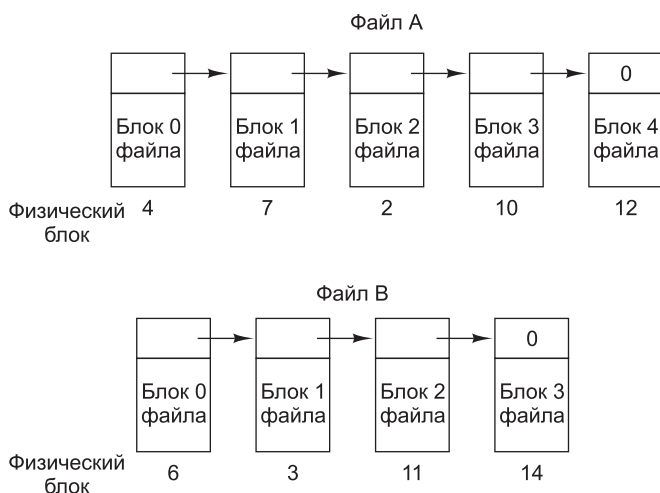 Файл А
0
Блок 0 Блок 1 Блок 2 Блок 3 Блок 4
файла файла файла файла файла
Физический
блок
4 7 2 10 12
Файл В
0
Блок 0 Блок 1 Блок 2 Блок 3
файла файла файла файла
Физический
блок
6 3 11 14